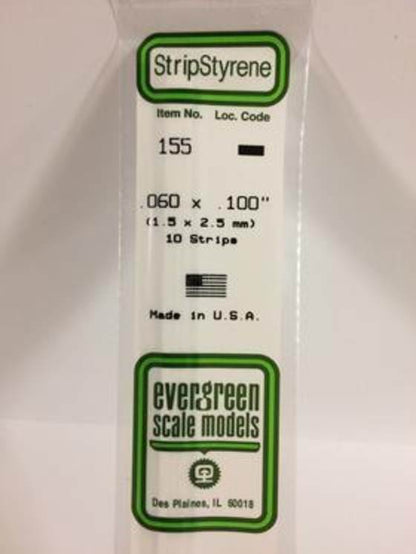 StripStyrene
Item No. Loc. Code
155
.060 x .100"
(1.5 x 2.5 mm)
10 Strips
Made in U.S.A.
evergreen
scale models
Des Plaines, IL 60018